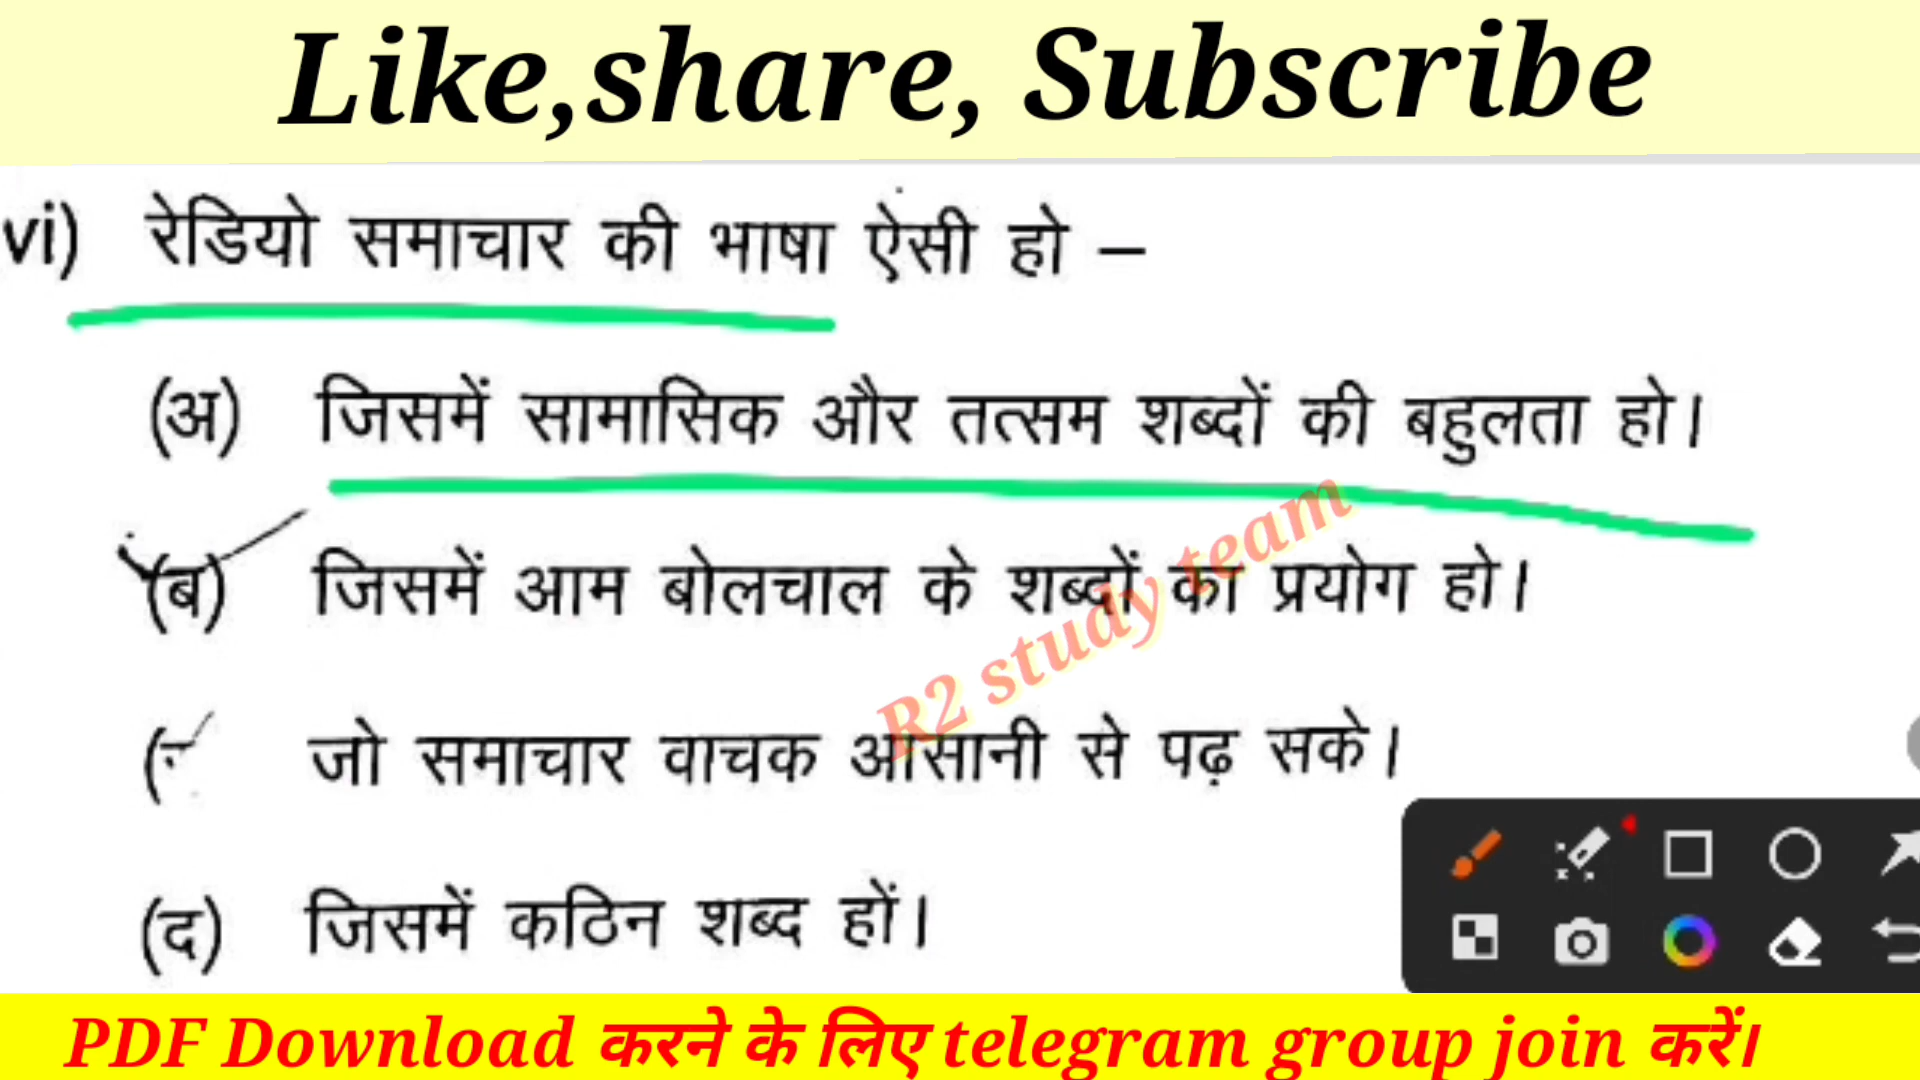 Like,share, Subscribe
vi) रेडियो समाचार की भाषा ऐसी हो –
(अ) जिसमें सामासिक और तत्सम शब्दों की बहुलता हो।
(ब) जिसमें आम बोलचाल के शब्दों का प्रयोग हो।
जो समाचार वाचक आसानी से पढ़ सके।
(द) जिसमें कठिन शब्द हों।
R2 study team
PDF Download करने के लिए telegram group join करें।